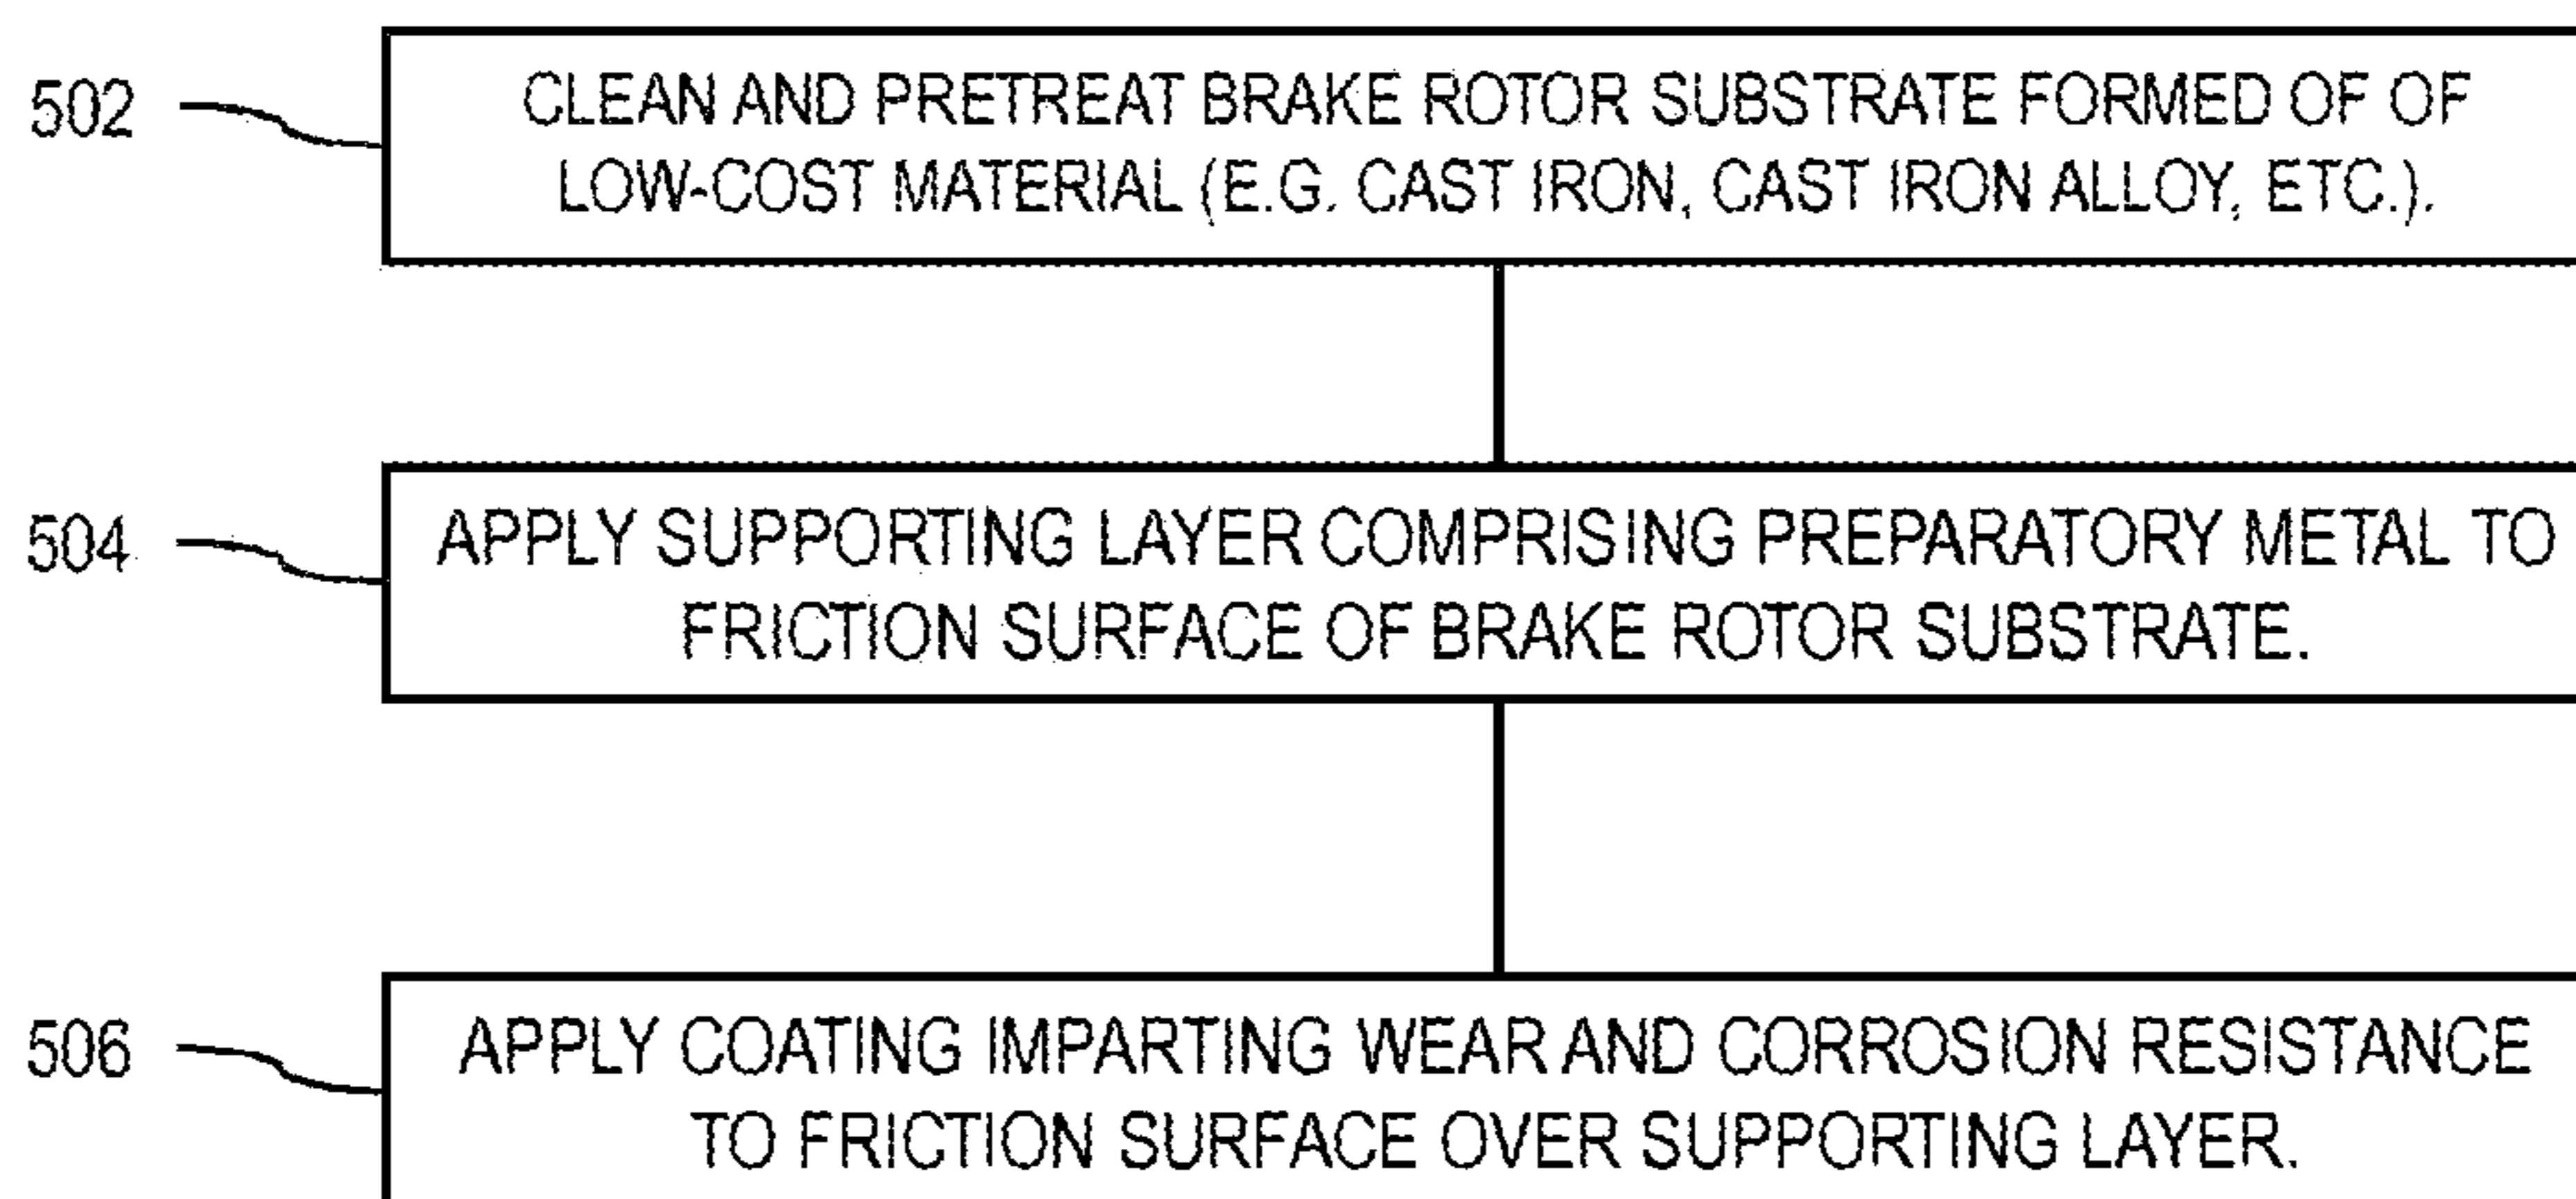 502
CLEAN AND PRETREAT BRAKE ROTOR SUBSTRATE FORMED OF OF
LOW-COST MATERIAL (E.G. CAST IRON, CAST IRON ALLOY, ETC.).
504
APPLY SUPPORTING LAYER COMPRISING PREPARATORY METAL TO
FRICTION SURFACE OF BRAKE ROTOR SUBSTRATE.
506
APPLY COATING IMPARTING WEAR AND CORROSION RESISTANCE
TO FRICTION SURFACE OVER SUPPORTING LAYER.